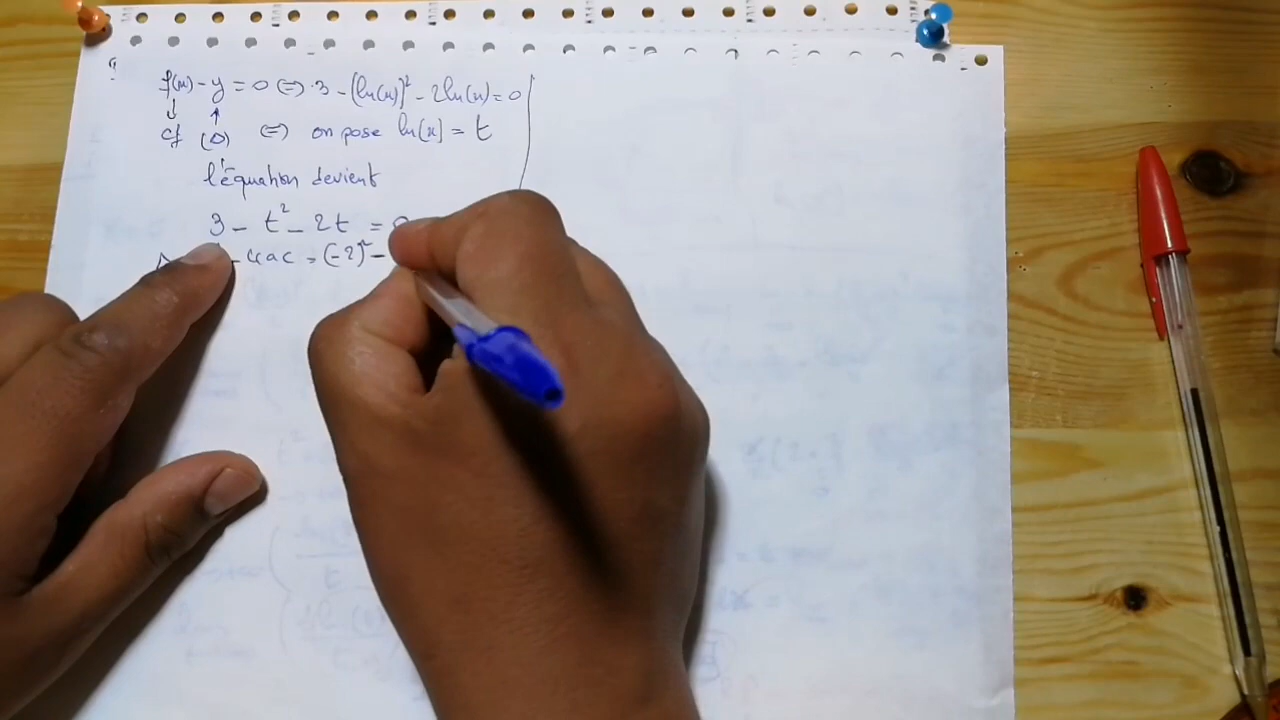 f(x) - y = 0 ⟺ 3 - (ln(x))² - 2ln(x) = 0
↓ ↑
Cf (Δ) ⟺ on pose ln(x) = t
l'équation devient
3 - t² - 2t = 0
- 4ac = (-2)² -